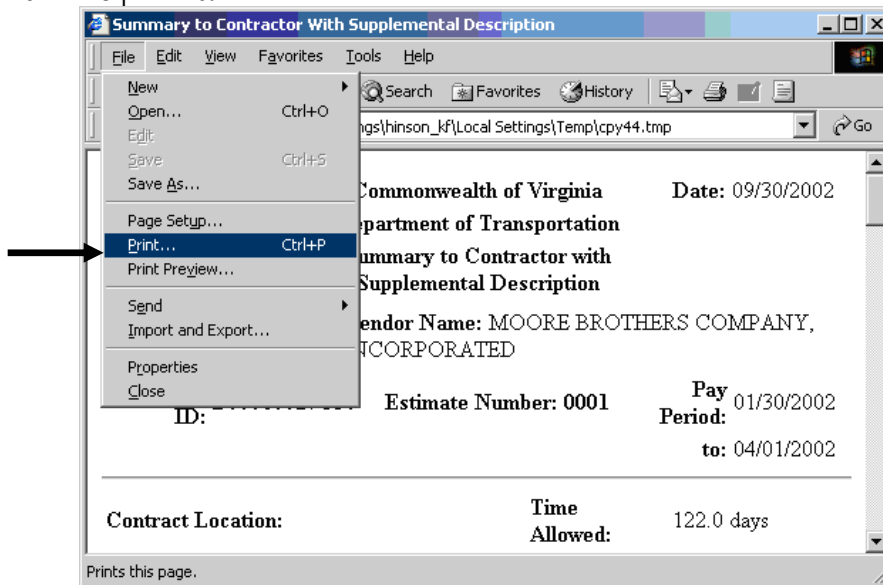 Summary to Contractor With Supplemental Description
File Edit View Favorites Tools Help
New
Search Favorites History
Open... Ctrl+O
ngs\hinson_kf\Local Settings\Temp\cpy44.tmp Go
Edit
Save Ctrl+S
Save As...
Commonwealth of Virginia Date: 09/30/2002
Page Setup...
partment of Transportation
Print... Ctrl+P
ummary to Contractor with
Print Preview...
Supplemental Description
Send
endor Name: MOORE BROTHERS COMPANY,
Import and Export...
NCORPORATED
Properties
Close
ID: Estimate Number: 0001 Pay Period: 01/30/2002
to: 04/01/2002
Contract Location: Time Allowed: 122.0 days
Prints this page.